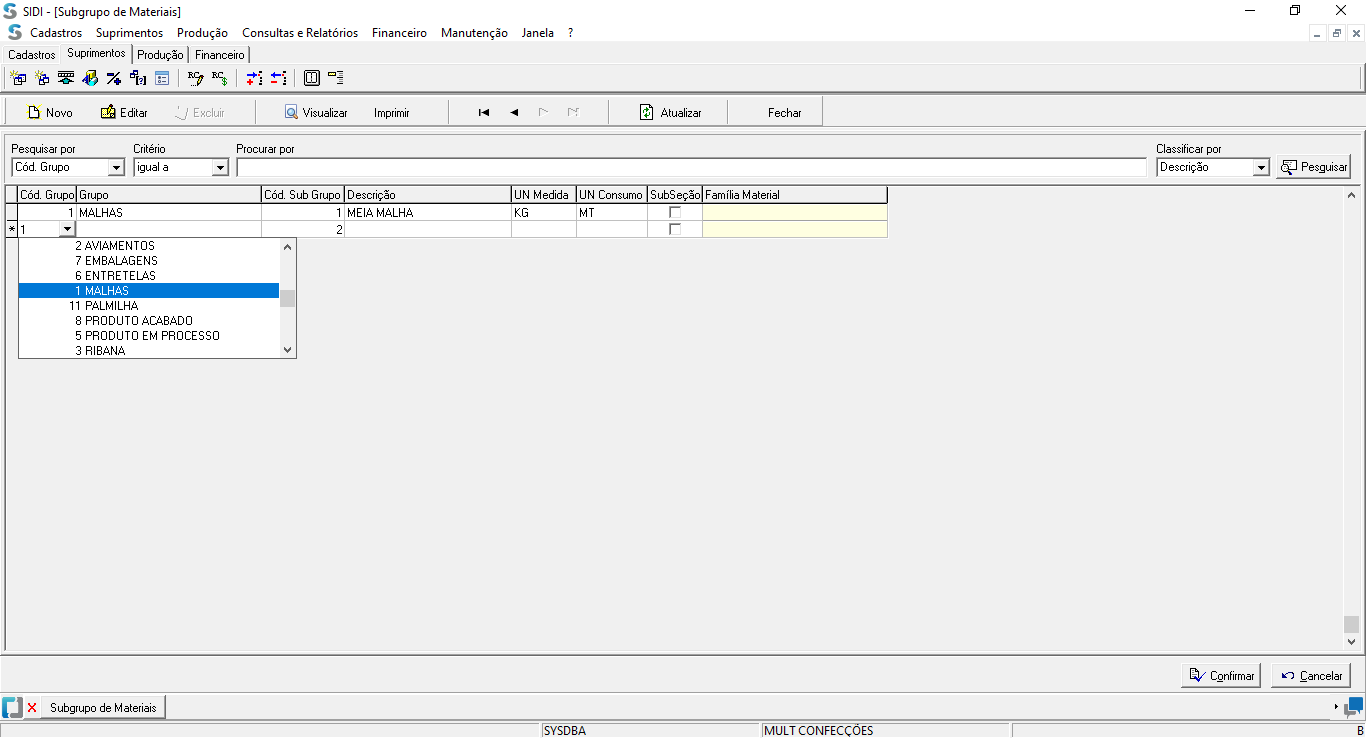 SIDI - [Subgrupo de Materiais]
Cadastros Suprimentos Produção Consultas e Relatórios Financeiro Manutenção Janela ?
Cadastros Suprimentos Produção Financeiro
Novo Editar Excluir Visualizar Imprimir Atualizar Fechar
Pesquisar por Critério Procurar por Classificar por
Cód. Grupo igual a Descrição Pesquisar
Cód. Grupo Grupo Cód. Sub Grupo Descrição UN Medida UN Consumo SubSeção Família Material
1 MALHAS 1 MEIA MALHA KG MT
* 1 2
2 AVIAMENTOS
7 EMBALAGENS
6 ENTRETELAS
1 MALHAS
11 PALMILHA
8 PRODUTO ACABADO
5 PRODUTO EM PROCESSO
3 RIBANA
Confirmar Cancelar
Subgrupo de Materiais
SYSDBA MULT CONFECÇÕES B